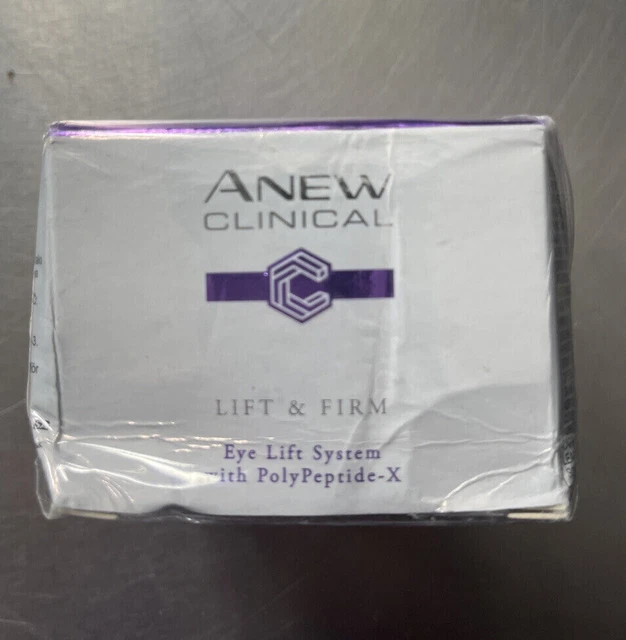 ANEW
CLINICAL
LIFT & FIRM
Eye Lift System
with PolyPeptide-X